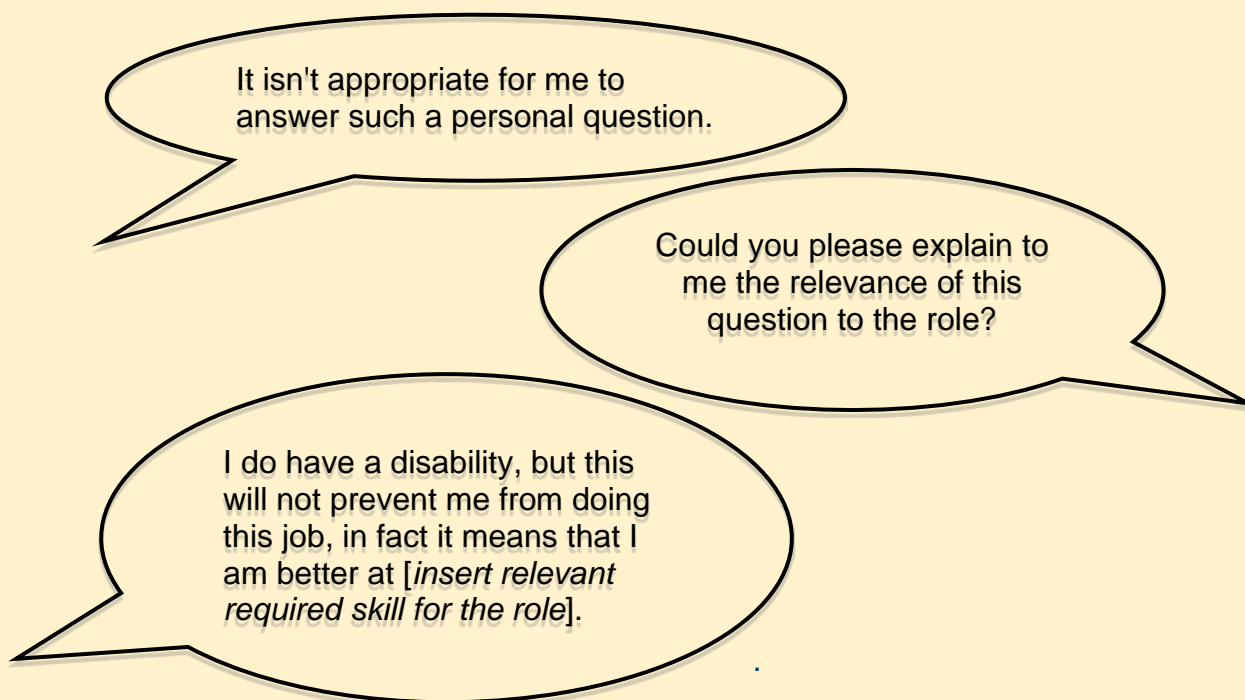 It isn't appropriate for me to
answer such a personal question.
Could you please explain to
me the relevance of this
question to the role?
I do have a disability, but this
will not prevent me from doing
this job, in fact it means that I
am better at [insert relevant
required skill for the role].
.